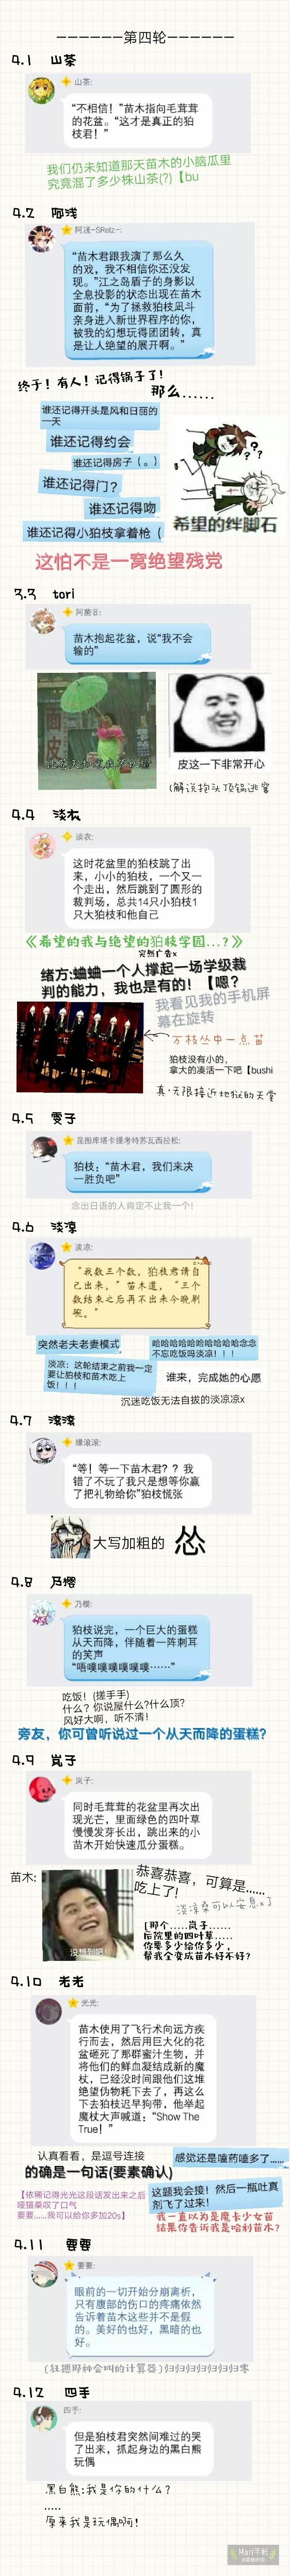 ——————第四轮——————
4.1 山茶
山茶:
“不相信！”苗木指向毛茸茸
的花盆。“这才是真正的狛
枝君！”
我们仍未知道那天苗木的小脑瓜里
究竟混了多少株山茶(?)【bu
4.2 阿浅
阿浅~SRetz~:
“苗木君跟我演了那么久
的戏，我不相信你还没发
现。”江之岛盾子的身影以
全息投影的状态出现在苗木
面前，“为了拯救狛枝凪斗
亲身进入新世界程序的你，
被我的幻想玩得团团转，真
是让人绝望的展开啊。”
终于！有人！记得锅子了！
那么……
谁还记得开头是风和日丽的
一天
谁还记得约会
谁还记得房子（。）
谁还记得门?
谁还记得吻
谁还记得小狛枝拿着枪（
希望的绊脚石
这怕不是一窝绝望残党
3.3 tori
苗木抱起花盆，说“我不会
输的”
皮这一下非常开心
(解说抱头顶锅逃窜
4.4 淡衣
淡衣:
这时花盆里的狛枝跳了出
来，小小的狛枝，一个又一
个走出，然后跳到了圆形的
裁判场，总共14只小狛枝1
只大狛枝和他自己
《希望的我与绝望的狛枝学园...?》
突然广告x
绪方:蛐蛐一个人撑起一场学级裁
判的能力，我也是有的！【嗯？
我看见我的手机屏
幕在旋转
万枝丛中一点苗
狛枝没有小的，
拿大的凑活一下吧【bushi
真·无限接近地狱的天堂
4.5 雯子
昆图库塔卡提考特苏瓦西拉松:
狛枝：“苗木君，我们来决
一胜负吧”
念出日语的人肯定不止我一个！
4.6 淡凉
淡凉:
“我数三个数，狛枝君请自
己出来，”苗木道，“三个
数结束之后再不出来今晚刷
碗。”
突然老夫老妻模式
哈哈哈哈哈哈哈哈哈哈念念
不忘吃饭吗淡凉！！！
淡凉：这轮结束之前我一定
要让狛枝和苗木吃上
饭！！！
谁来，完成她的心愿
沉迷吃饭无法自拔的淡凉凉x
4.7 滚滚
缘滚滚:
“等！等一下苗木君？？我
错了不玩了我只是想等你赢
了把礼物给你”狛枝慌张
大写加粗的 怂
4.8 乃樱
乃樱:
狛枝说完，一个巨大的蛋糕
从天而降，伴随着一阵刺耳
的笑声
“唔噗噗噗噗噗噗……”
吃饭！(搓手手)
什么？你说屋什么?什么顶?
风好大啊，听不清！
旁友，你可曾听说过一个从天而降的蛋糕？
4.9 岚子
岚子:
同时毛茸茸的花盆里再次出
现光芒，里面绿色的四叶草
慢慢发芽长出，跳出来的小
苗木开始快速瓜分蛋糕。
苗木:
没想到吧！
恭喜恭喜，可算是......
吃上了!
淡凉桑可以安息x了
[那个.....岚子......
后院里的四叶草.....
你要多少给你多少，
帮我全变成苗木好不好?
4.10 光光
光光:
苗木使用了飞行术向远方疾
行而去，然后用巨大化的花
盆砸死了那群蜜汁生物，并
将他们的鲜血凝结成新的魔
杖，已经没时间跟他们这堆
绝望伪物耗下去了，再这么
下去狛枝迟早狗带，他举起
魔杖大声喊道：“Show The
True！”
认真看看，是逗号连接
的确是一句话(要素确认)
感觉还是嗑药嗑多了......
【依稀记得光光这段话发出来之后
哑猫桑叹了口气
要要......我可以给你多加20s】
这题我会接！然后一瓶吐真
剂飞了过来！
我一直以为是魔卡少女苗
结果你告诉我是哈利苗木？
4.11 要要
要要:
眼前的一切开始分崩离析，
只有腹部的伤口的疼痛依然
告诉着苗木这些并不是假
的。美好的也好，黑暗的也
好。
(狂摁那神会叫的计算器)归归归归归归归零
4.12 四手
四手:
但是狛枝君突然间难过的哭
了出来，抓起身边的黑白熊
玩偶
黑白熊:我是你的什么？
.....
原来我是玩偶啊！
Mori手帐